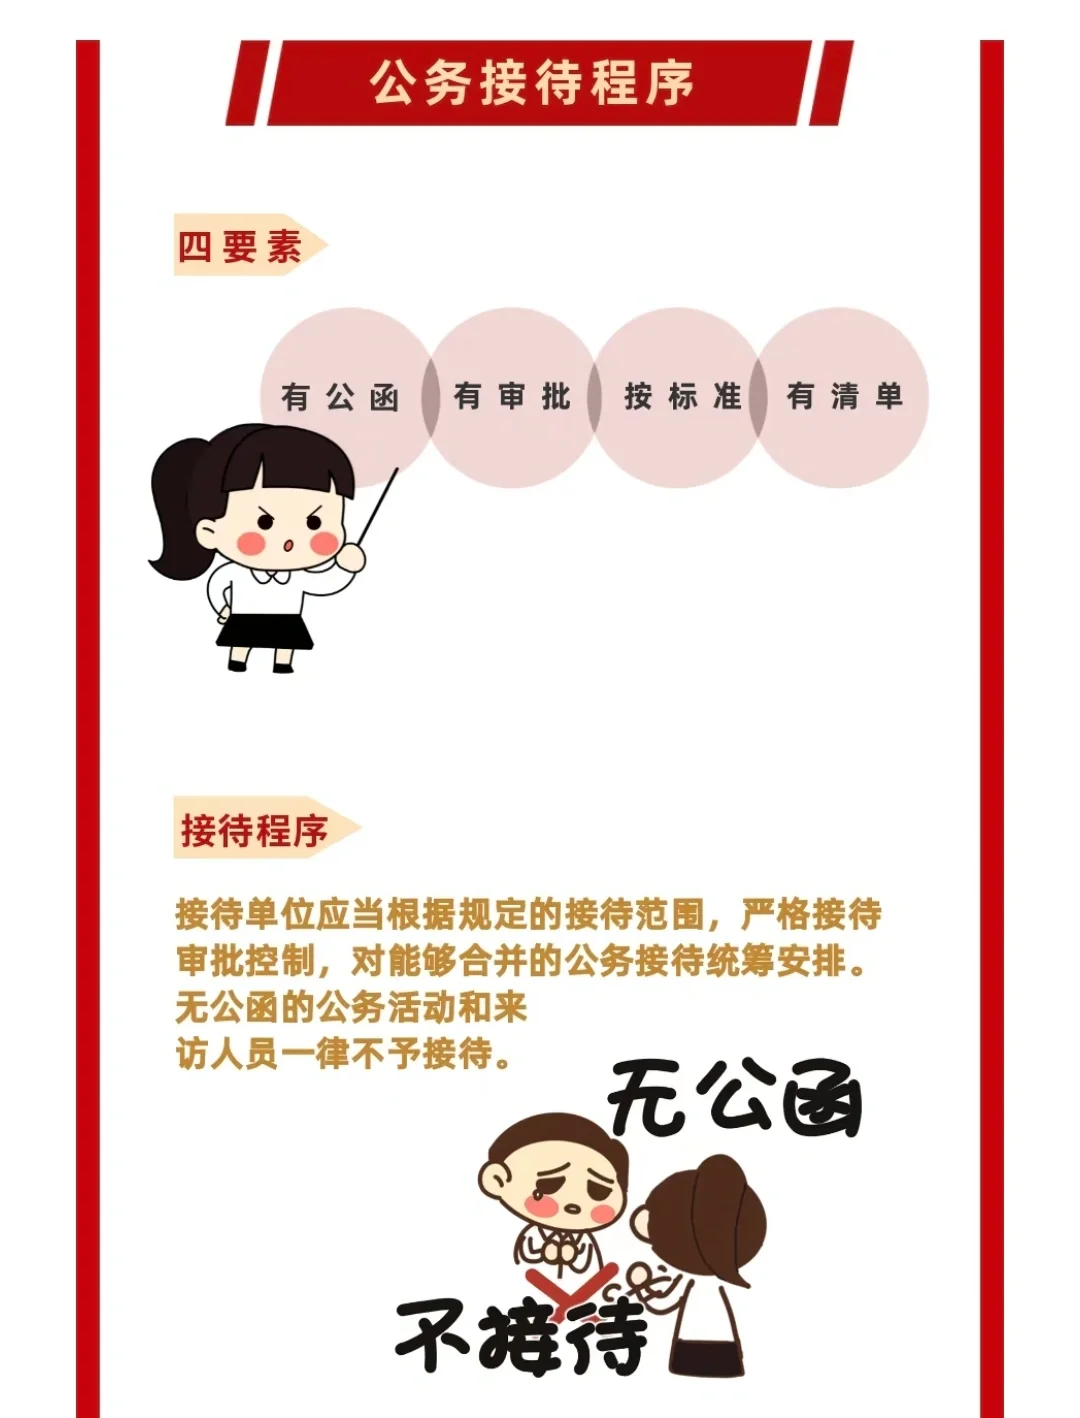 公务接待程序
四要素
有公函 有审批 按标准 有清单
接待程序
接待单位应当根据规定的接待范围，严格接待
审批控制，对能够合并的公务接待统筹安排。
无公函的公务活动和来
访人员一律不予接待。
无公函
不接待